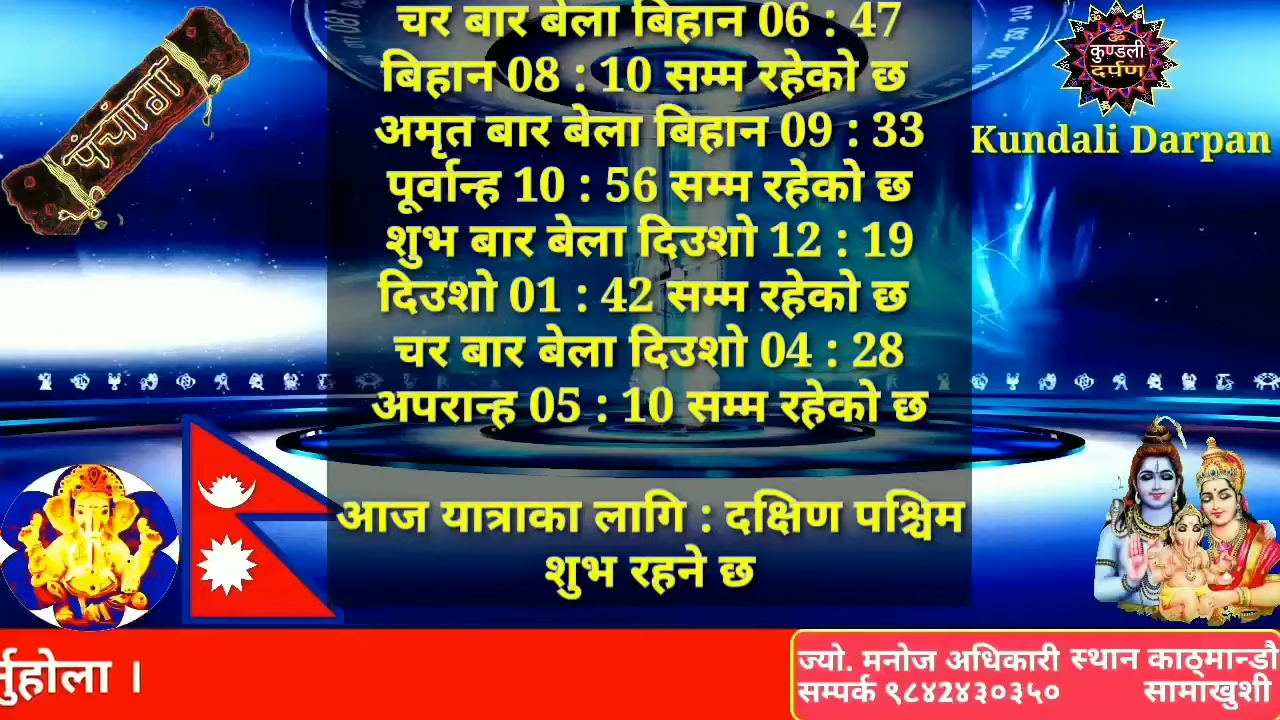 चर बार बेला बिहान 06 : 47
बिहान 08 : 10 सम्म रहेको छ
अमृत बार बेला बिहान 09 : 33
पूर्वान्ह 10 : 56 सम्म रहेको छ
शुभ बार बेला दिउशो 12 : 19
दिउशो 01 : 42 सम्म रहेको छ
चर बार बेला दिउशो 04 : 28
अपरान्ह 05 : 10 सम्म रहेको छ
आज यात्राका लागि : दक्षिण पश्चिम
शुभ रहने छ
पंचांग
ॐ
कुण्डली
दर्पण
Kundali Darpan
र्नुहोला ।
ज्यो. मनोज अधिकारी स्थान काठ्मान्डौ
सम्पर्क ९८४२४३०३५० सामाखुशी